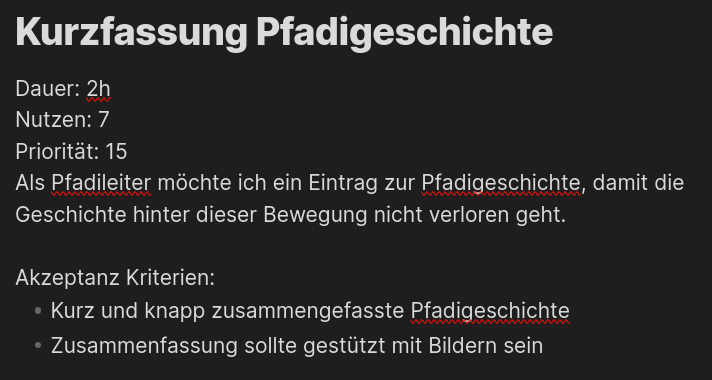 Kurzfassung Pfadigeschichte
Dauer: 2h
Nutzen: 7
Priorität: 15
Als Pfadileiter möchte ich ein Eintrag zur Pfadigeschichte, damit die
Geschichte hinter dieser Bewegung nicht verloren geht.
Akzeptanz Kriterien:
• Kurz und knapp zusammengefasste Pfadigeschichte
• Zusammenfassung sollte gestützt mit Bildern sein